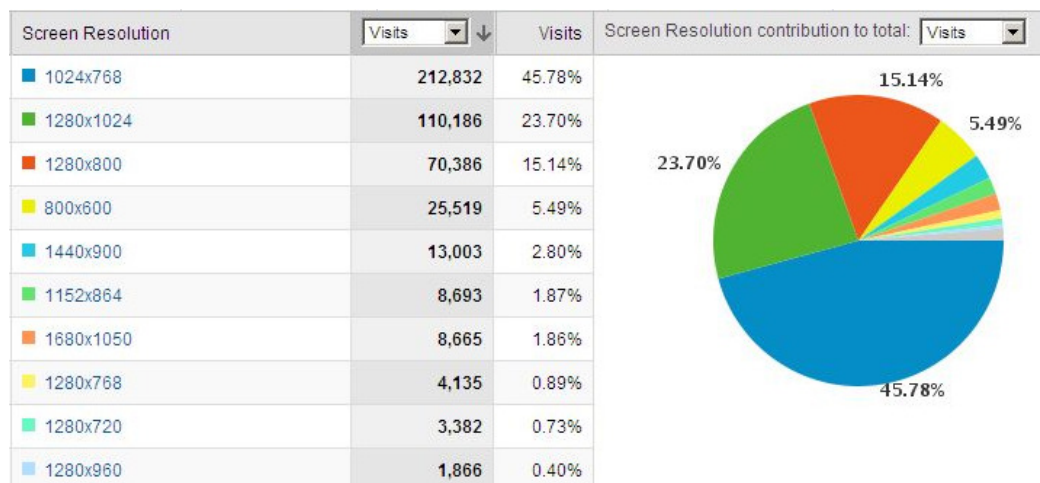 Screen Resolution Visits Visits Screen Resolution contribution to total: Visits
1024x768 212,832 45.78%
1280x1024 110,186 23.70%
1280x800 70,386 15.14%
800x600 25,519 5.49%
1440x900 13,003 2.80%
1152x864 8,693 1.87%
1680x1050 8,665 1.86%
1280x768 4,135 0.89%
1280x720 3,382 0.73%
1280x960 1,866 0.40%
15.14%
5.49%
23.70%
45.78%